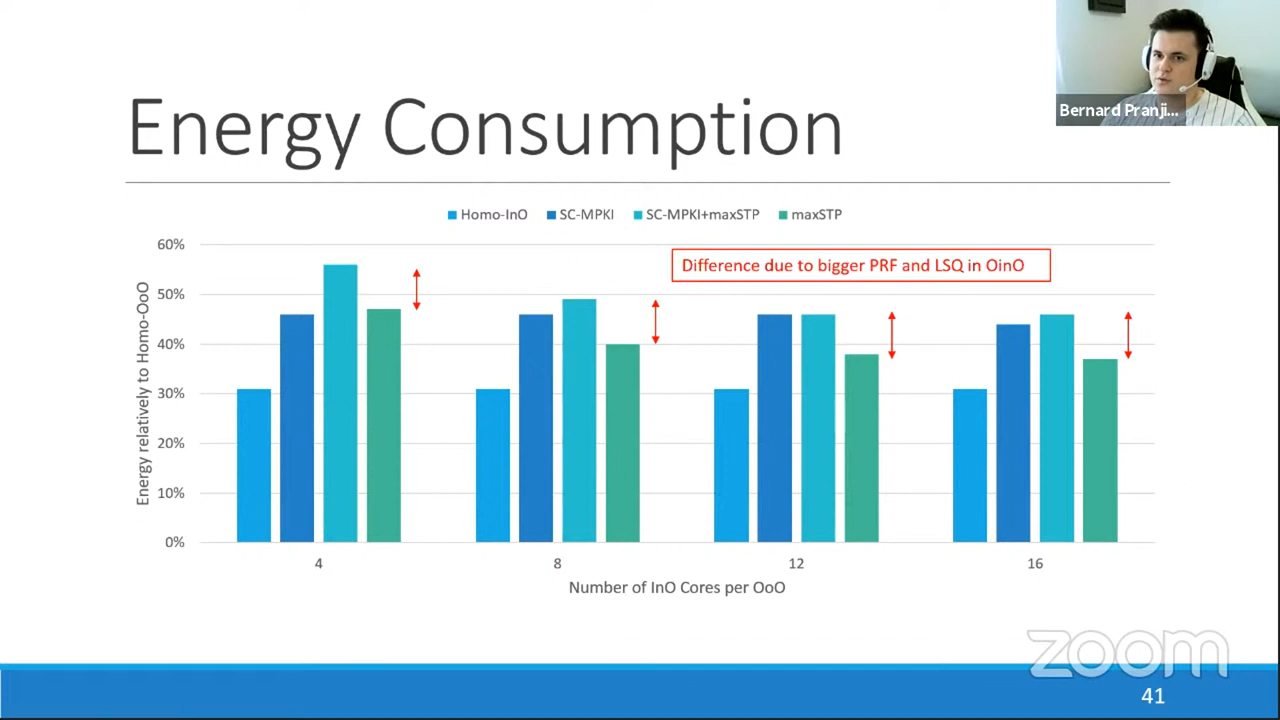 Bernard Pranji...
Energy Consumption
Homo-InO SC-MPKI SC-MPKI+maxSTP maxSTP
Difference due to bigger PRF and LSQ in OinO
Energy relatively to Homo-OoO
60%
50%
40%
30%
20%
10%
0%
4 8 12 16
Number of InO Cores per OoO
zoom
41